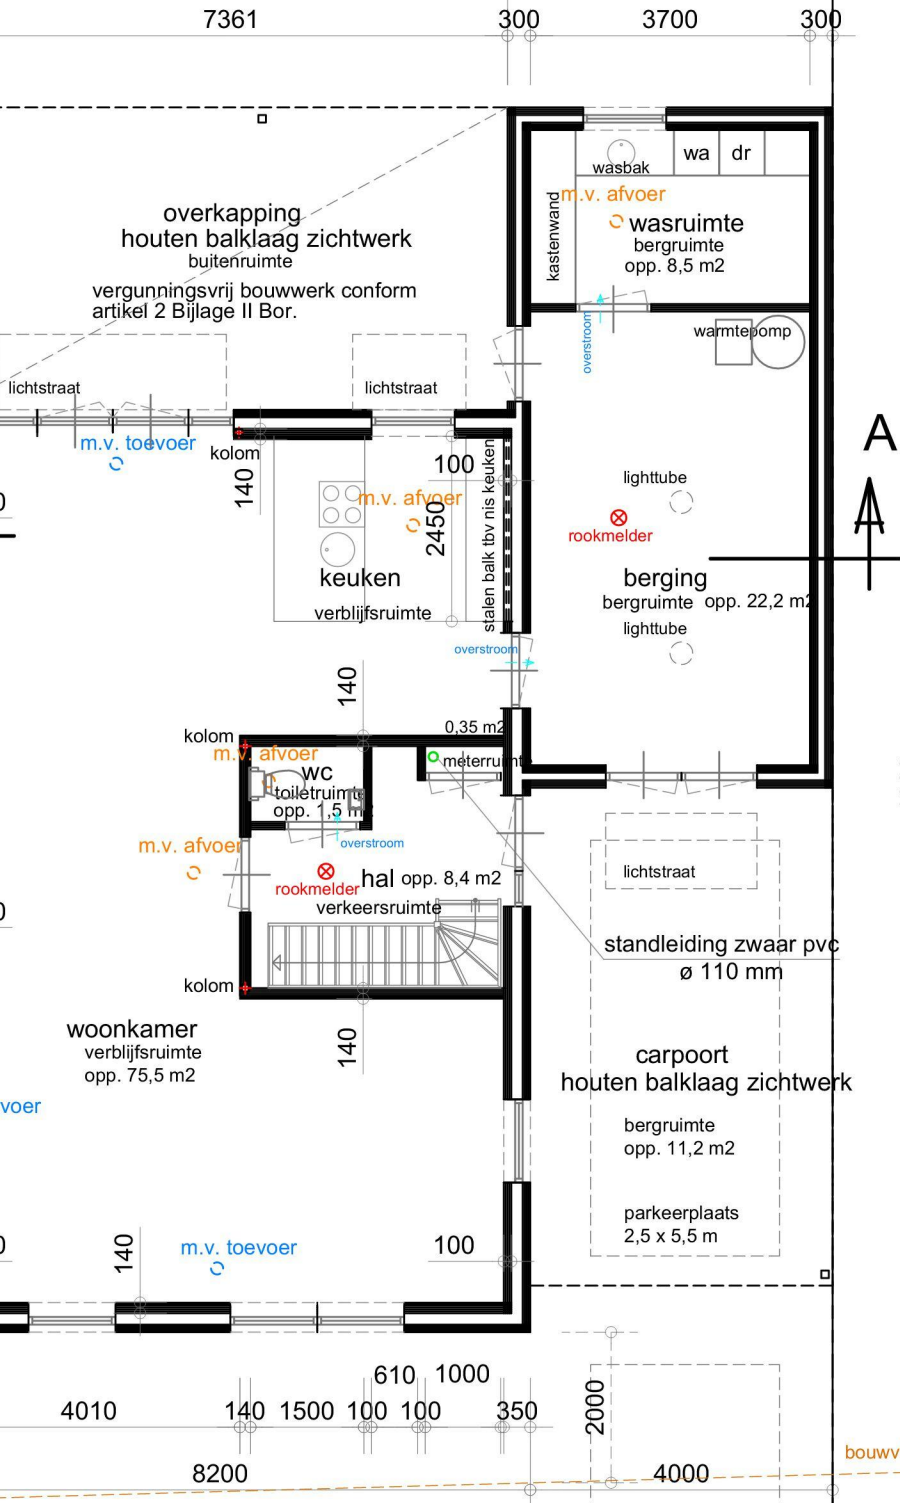 7361
300
3700
300
wasbak
wa
dr
m.v. afvoer
kastenwand
wasruimte
bergruimte
opp. 8,5 m2
overkapping
houten balklaag zichtwerk
buitenruimte
vergunningsvrij bouwwerk conform
artikel 2 Bijlage II Bor.
overstroom
warmtepomp
lichtstraat
lichtstraat
m.v. toevoer
kolom
140
100
A
lighttube
m.v. afvoer
2450
stalen balk tbv nis keuken
rookmelder
keuken
verblijfsruimte
berging
bergruimte
opp. 22,2 m2
lighttube
overstroom
140
0,35 m2
kolom
m.v. afvoer
meterruimte
wc
toiletruimte
opp. 1,5 m2
overstroom
m.v. afvoer
rookmelder
hal
opp. 8,4 m2
verkeersruimte
lichtstraat
standleiding zwaar pvc
ø 110 mm
kolom
140
woonkamer
verblijfsruimte
opp. 75,5 m2
carpoort
houten balklaag zichtwerk
bergruimte
opp. 11,2 m2
voer
parkeerplaats
2,5 x 5,5 m
140
m.v. toevoer
100
610
1000
4010
140
1500
100
100
350
2000
8200
4000
bouwv